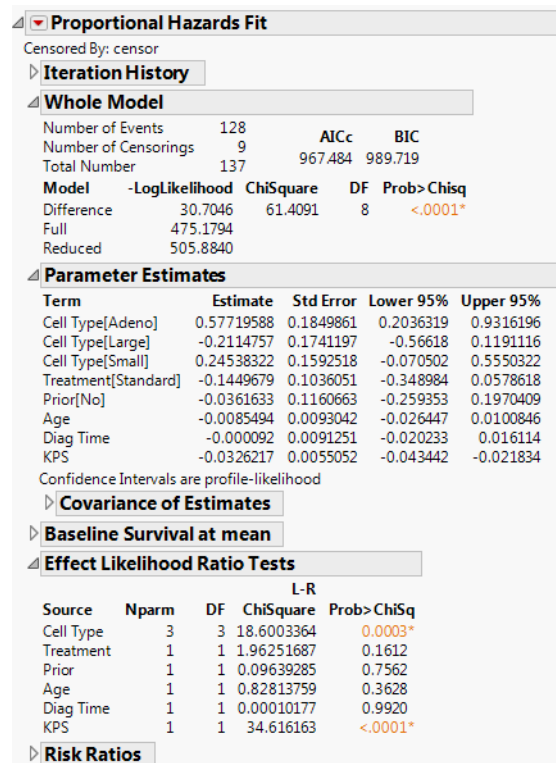 Proportional Hazards Fit
Censored By: censor
Iteration History
Whole Model
Number of Events 128
Number of Censorings 9
Total Number 137
AICc BIC
967.484 989.719
Model -LogLikelihood ChiSquare DF Prob>Chisq
Difference 30.7046 61.4091 8 <.0001*
Full 475.1794
Reduced 505.8840
Parameter Estimates
Term Estimate Std Error Lower 95% Upper 95%
Cell Type[Adeno] 0.57719588 0.1849861 0.2036319 0.9316196
Cell Type[Large] -0.2114757 0.1741197 -0.56618 0.1191116
Cell Type[Small] 0.24538322 0.1592518 -0.070502 0.5550322
Treatment[Standard] -0.1449679 0.1036051 -0.348984 0.0578618
Prior[No] -0.0361633 0.1160663 -0.259353 0.1970409
Age -0.0085494 0.0093042 -0.026447 0.0100846
Diag Time -0.000092 0.0091251 -0.020233 0.016114
KPS -0.0326217 0.0055052 -0.043442 -0.021834
Confidence Intervals are profile-likelihood
Covariance of Estimates
Baseline Survival at mean
Effect Likelihood Ratio Tests
L-R
Source Nparm DF ChiSquare Prob>ChiSq
Cell Type 3 3 18.6003364 0.0003*
Treatment 1 1 1.96251687 0.1612
Prior 1 1 0.09639285 0.7562
Age 1 1 0.82813759 0.3628
Diag Time 1 1 0.00010177 0.9920
KPS 1 1 34.616163 <.0001*
Risk Ratios